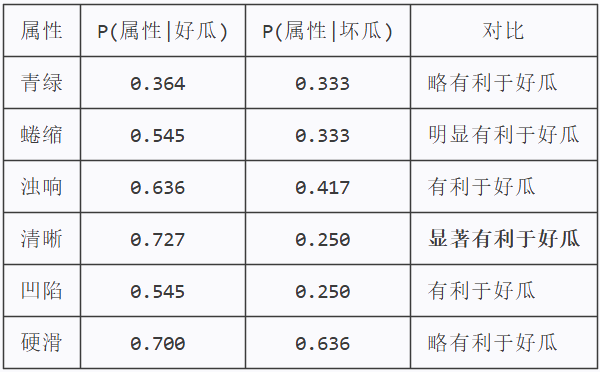 属性 P(属性|好瓜) P(属性|坏瓜) 对比
青绿 0.364 0.333 略有利于好瓜
蜷缩 0.545 0.333 明显有利于好瓜
浊响 0.636 0.417 有利于好瓜
清晰 0.727 0.250 显著有利于好瓜
凹陷 0.545 0.250 有利于好瓜
硬滑 0.700 0.636 略有利于好瓜